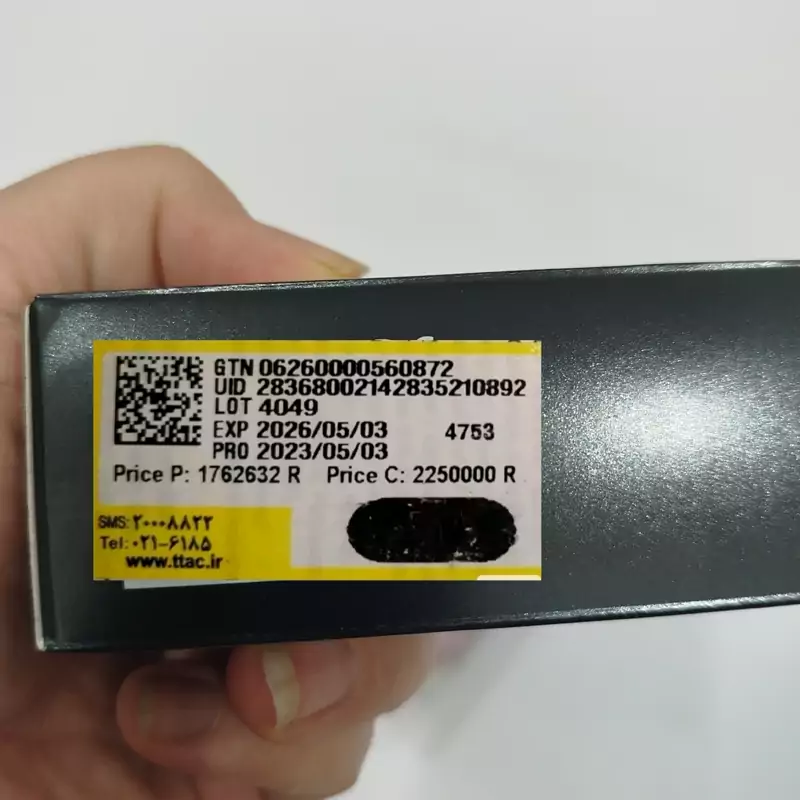 GTN 06260000560872
UID 28368002142835210892
LOT 4049
EXP 2026/05/03 4753
PRO 2023/05/03
Price P: 1762632 R Price C: 2250000 R
SMS: ۲۰۰۰۸۸۲۲
Tel: ۰۲۱-۶۱۸۵
www.ttac.ir